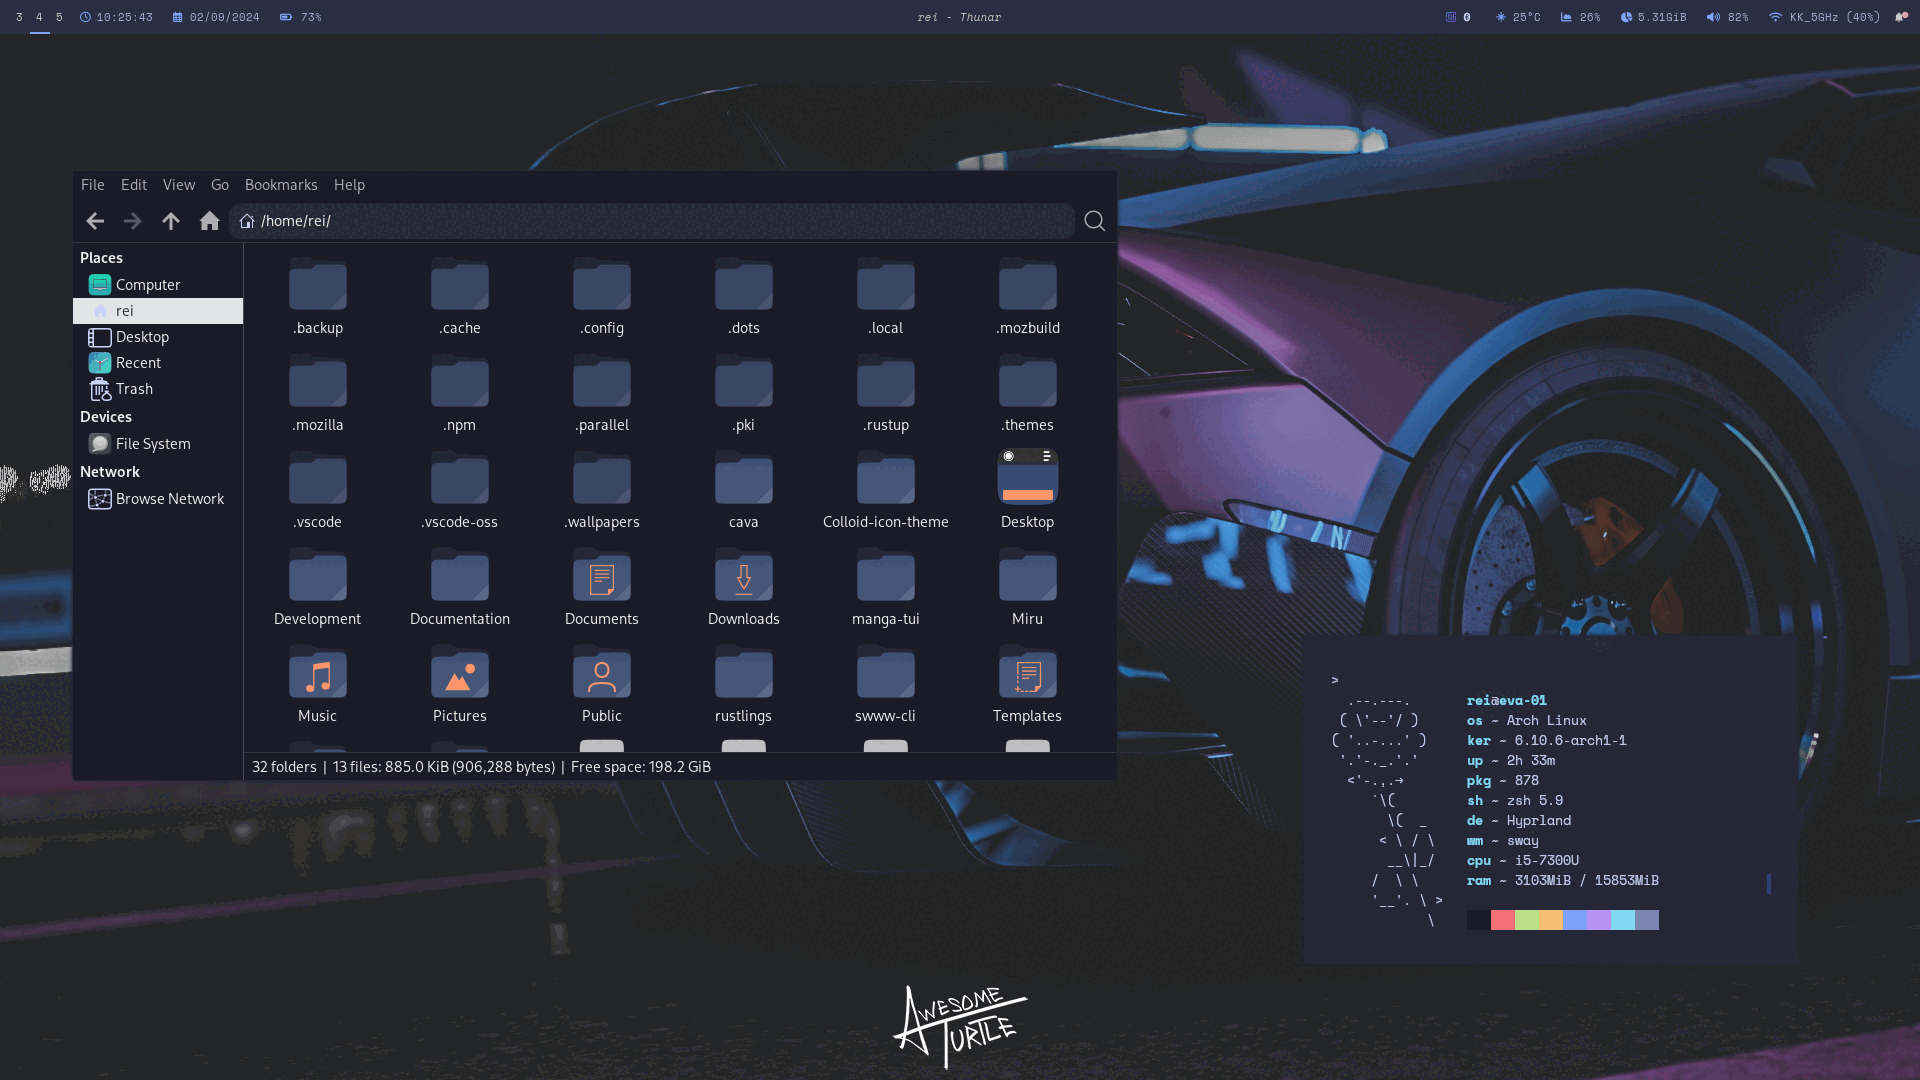 3 4 5 10:25:43 02/09/2024 73%
rei - Thunar
0 25°C 26% 5.31GiB 82% KK_5GHz (40%)
File Edit View Go Bookmarks Help
/home/rei/
Places
Computer
rei
Desktop
Recent
Trash
Devices
File System
Network
Browse Network
.backup .cache .config .dots .local .mozbuild
.mozilla .npm .parallel .pki .rustup .themes
.vscode .vscode-oss .wallpapers cava Colloid-icon-theme Desktop
Development Documentation Documents Downloads manga-tui Miru
Music Pictures Public rustlings swww-cli Templates
32 folders | 13 files: 885.0 KiB (906,288 bytes) | Free space: 198.2 GiB
>
rei@eva-01
os ~ Arch Linux
ker ~ 6.10.6-arch1-1
up ~ 2h 33m
pkg ~ 878
sh ~ zsh 5.9
de ~ Hyprland
wm ~ sway
cpu ~ i5-7300U
ram ~ 3103MiB / 15853MiB
AWESOME
TURTLE